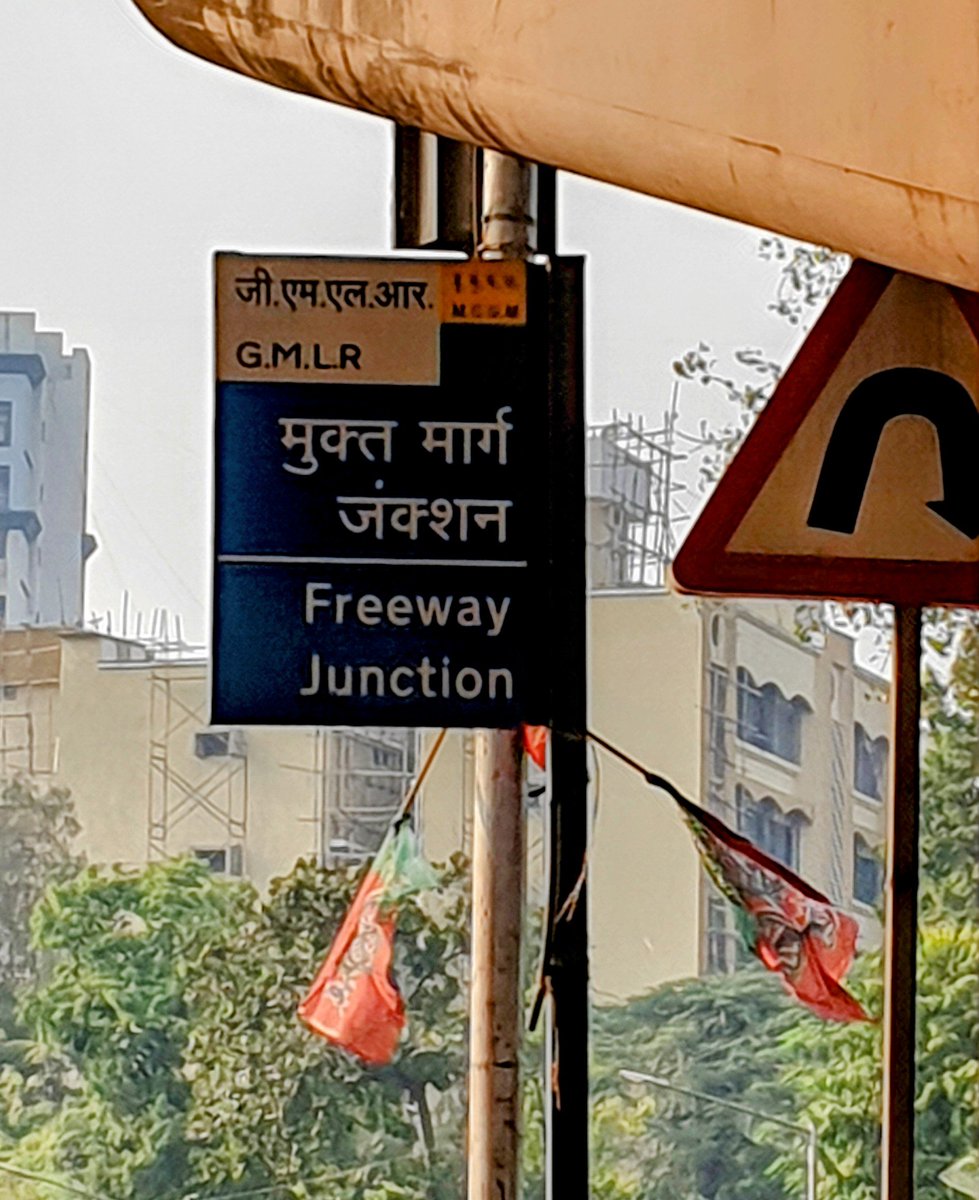 जी.एम.एल.आर.
M.C.G.M
G.M.L.R
मुक्त मार्ग
जंक्शन
Freeway
Junction